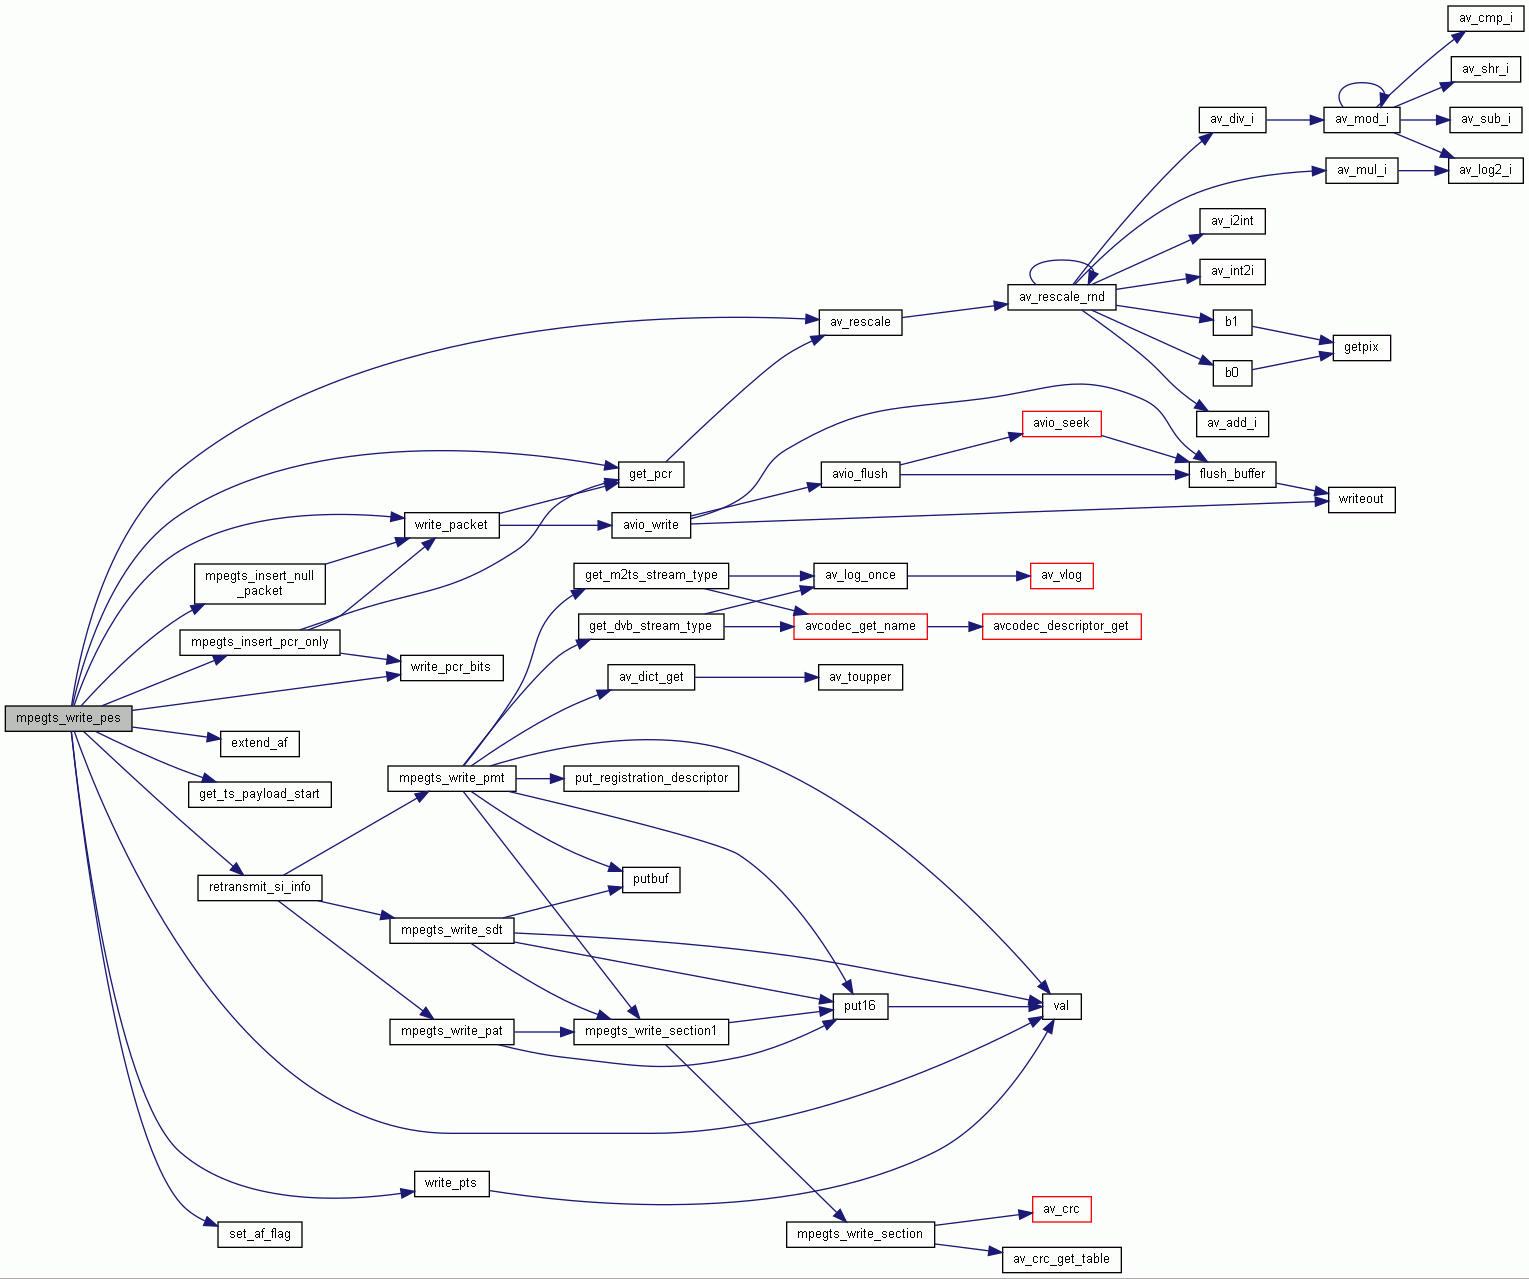 av_cmp_i
av_shr_i
av_div_i
av_mod_i
av_sub_i
av_mul_i
av_log2_i
av_i2int
av_int2i
av_rescale_rnd
av_rescale
b1
getpix
b0
av_add_i
avio_seek
get_pcr
avio_flush
flush_buffer
writeout
write_packet
avio_write
mpegts_insert_null
_packet
get_m2ts_stream_type
av_log_once
av_vlog
get_dvb_stream_type
avcodec_get_name
avcodec_descriptor_get
mpegts_insert_pcr_only
write_pcr_bits
av_dict_get
av_toupper
mpegts_write_pes
extend_af
mpegts_write_pmt
put_registration_descriptor
get_ts_payload_start
retransmit_si_info
putbuf
mpegts_write_sdt
put16
val
mpegts_write_pat
mpegts_write_section1
write_pts
av_crc
set_af_flag
mpegts_write_section
av_crc_get_table